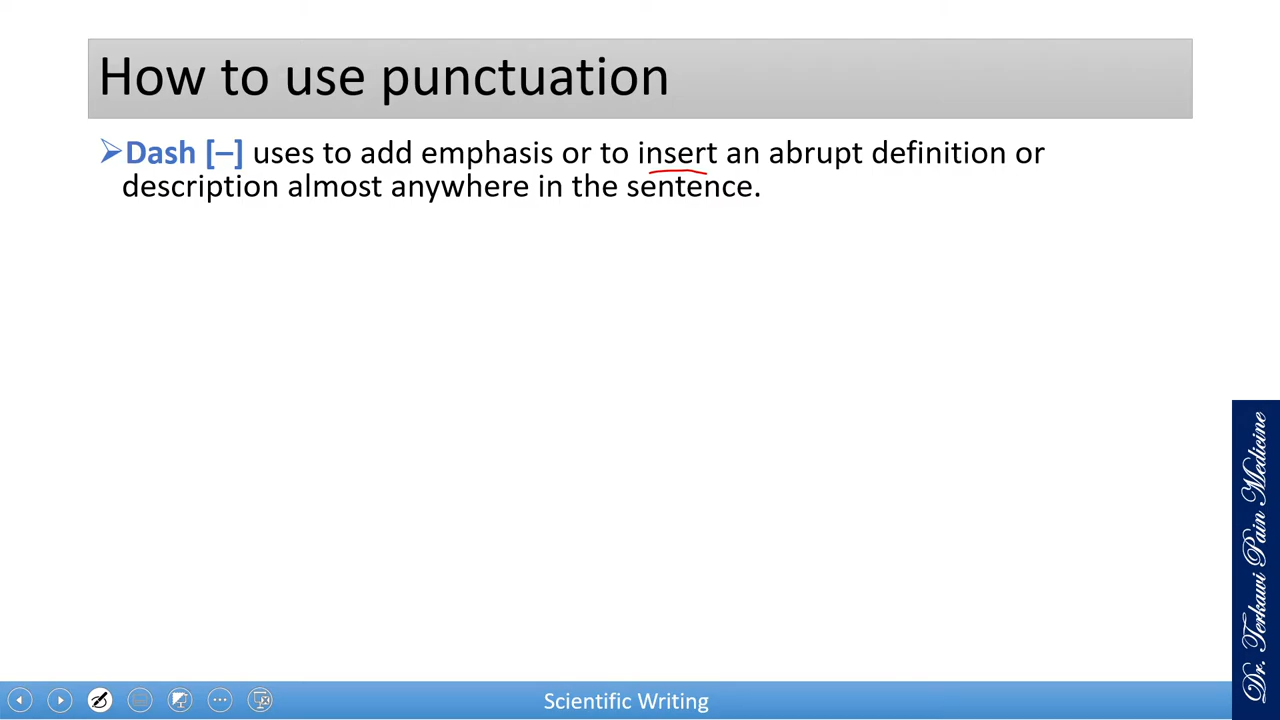 How to use punctuation
➢Dash [–] uses to add emphasis or to insert an abrupt definition or
description almost anywhere in the sentence.
Dr. Terkawi Pain Medicine
Scientific Writing